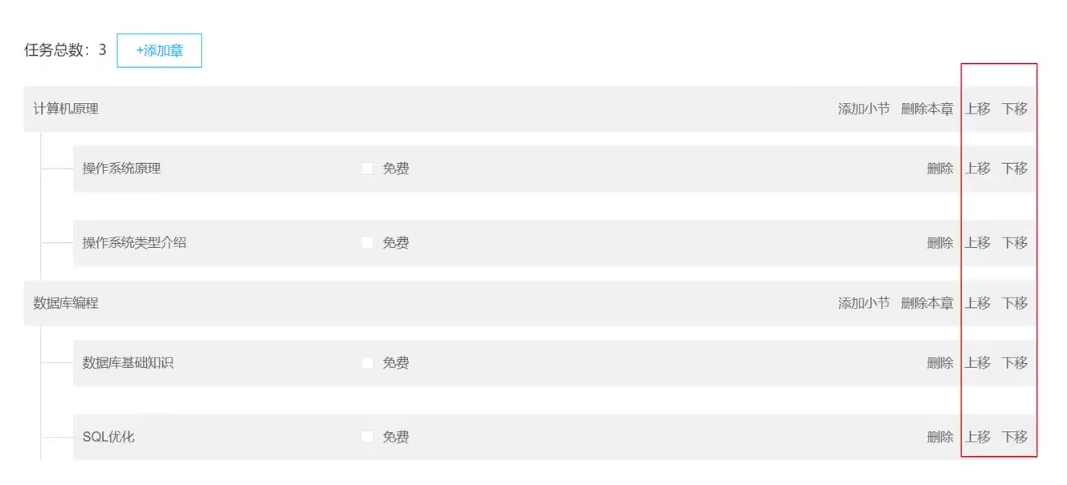 任务总数：3 +添加章
计算机原理 添加小节 删除本章 上移 下移
操作系统原理 免费 删除 上移 下移
操作系统类型介绍 免费 删除 上移 下移
数据库编程 添加小节 删除本章 上移 下移
数据库基础知识 免费 删除 上移 下移
SQL优化 免费 删除 上移 下移